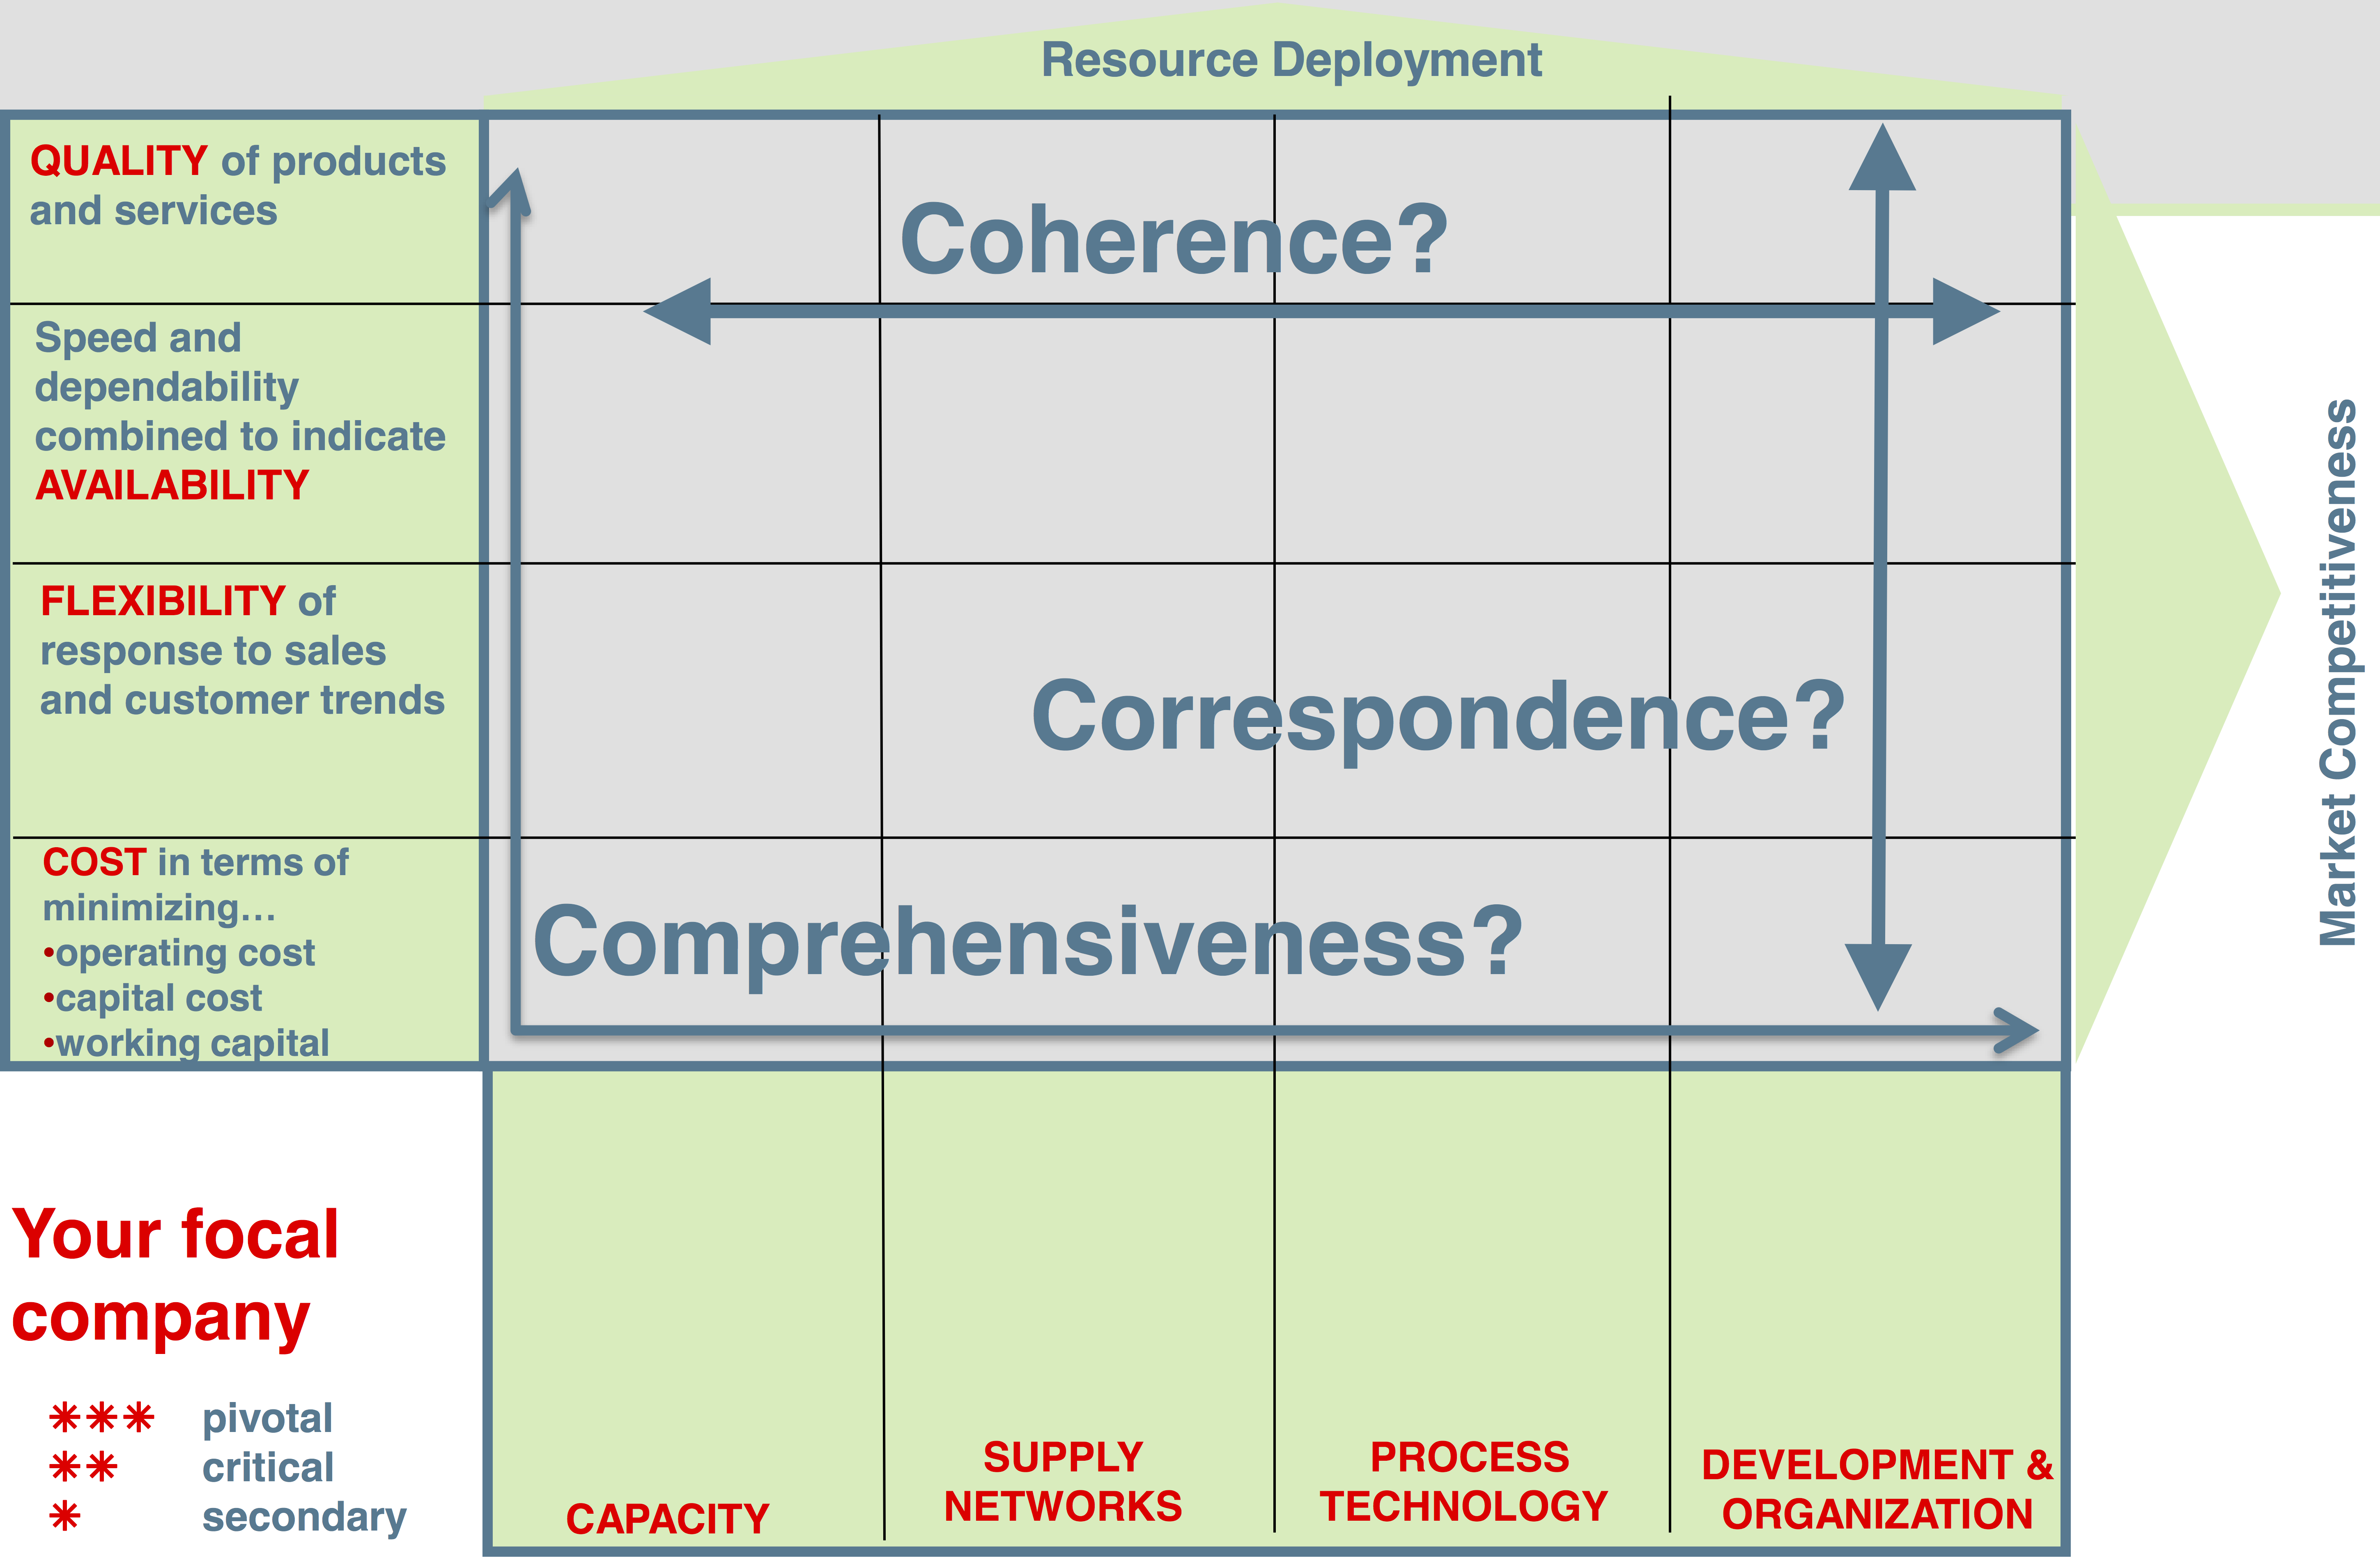 Resource Deployment
QUALITY of products
and services
Coherence?
Speed and
dependability
combined to indicate
AVAILABILITY
FLEXIBILITY of
response to sales
and customer trends
Correspondence?
Market Competitiveness
COST in terms of
minimizing…
•operating cost
•capital cost
•working capital
Comprehensiveness?
Your focal
company
✳✳✳ pivotal
✳✳ critical
✳ secondary
CAPACITY
SUPPLY
NETWORKS
PROCESS
TECHNOLOGY
DEVELOPMENT &
ORGANIZATION